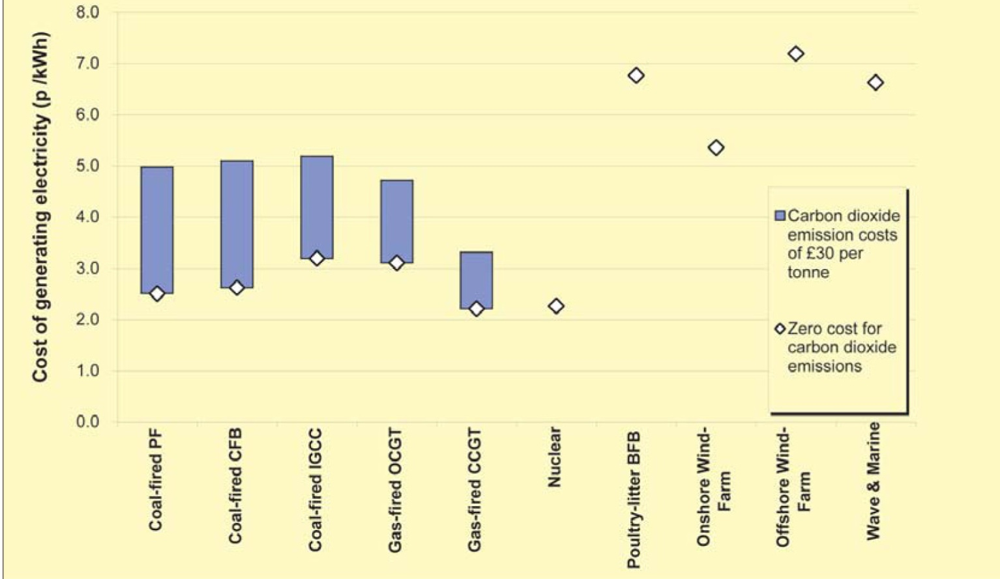 Cost of generating electricity (p /kWh)
8.0
7.0
6.0
5.0
4.0
3.0
2.0
1.0
0.0
Carbon dioxide
emission costs
of £30 per
tonne
Zero cost for
carbon dioxide
emissions
Coal-fired PF
Coal-fired CFB
Coal-fired IGCC
Gas-fired OCGT
Gas-fired CCGT
Nuclear
Poultry-litter BFB
Onshore Wind-
Farm
Offshore Wind-
Farm
Wave & Marine